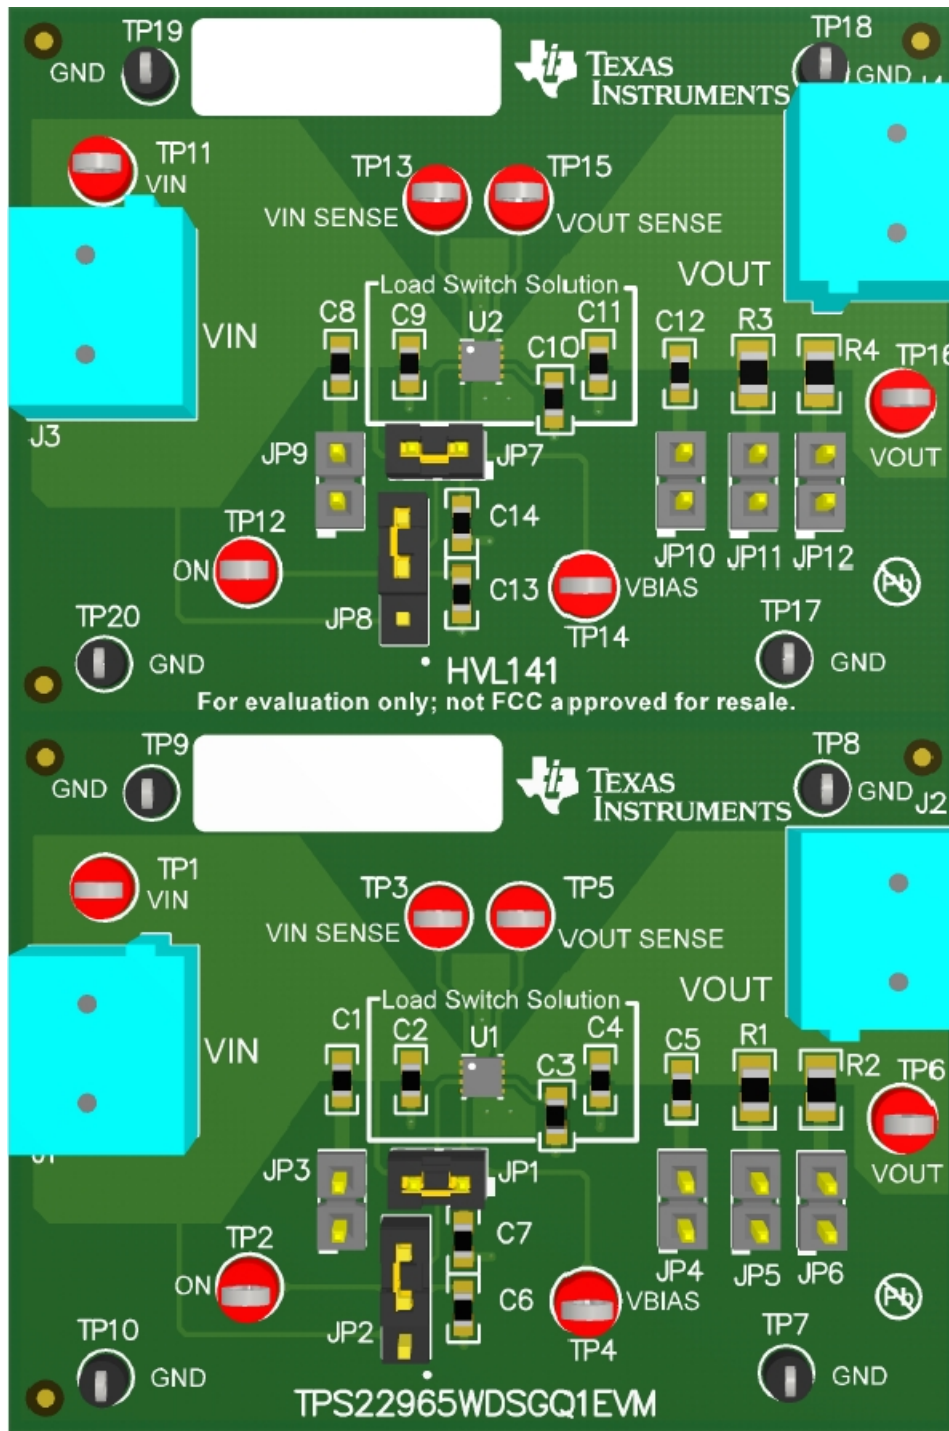 TP19
GND
TEXAS
INSTRUMENTS
TP18
GND
TP11
VIN
TP13
VIN SENSE
TP15
VOUT SENSE
VOUT
Load Switch Solution
VIN
C8
C9
U2
C10
C11
C12
R3
R4
TP16
VOUT
J3
JP9
JP7
TP12
ON
C14
C13
JP8
TP14
VBIAS
JP10
JP11
JP12
Pb
TP20
GND
TP17
GND
HVL141
For evaluation only; not FCC approved for resale.
TP9
GND
TEXAS
INSTRUMENTS
TP8
GND
J2
TP1
VIN
TP3
VIN SENSE
TP5
VOUT SENSE
VOUT
Load Switch Solution
VIN
C1
C2
U1
C3
C4
C5
R1
R2
TP6
VOUT
JP3
JP1
TP2
ON
C7
C6
JP2
TP4
VBIAS
JP4
JP5
JP6
Pb
TP10
GND
TP7
GND
TPS22965WDSGQ1EVM